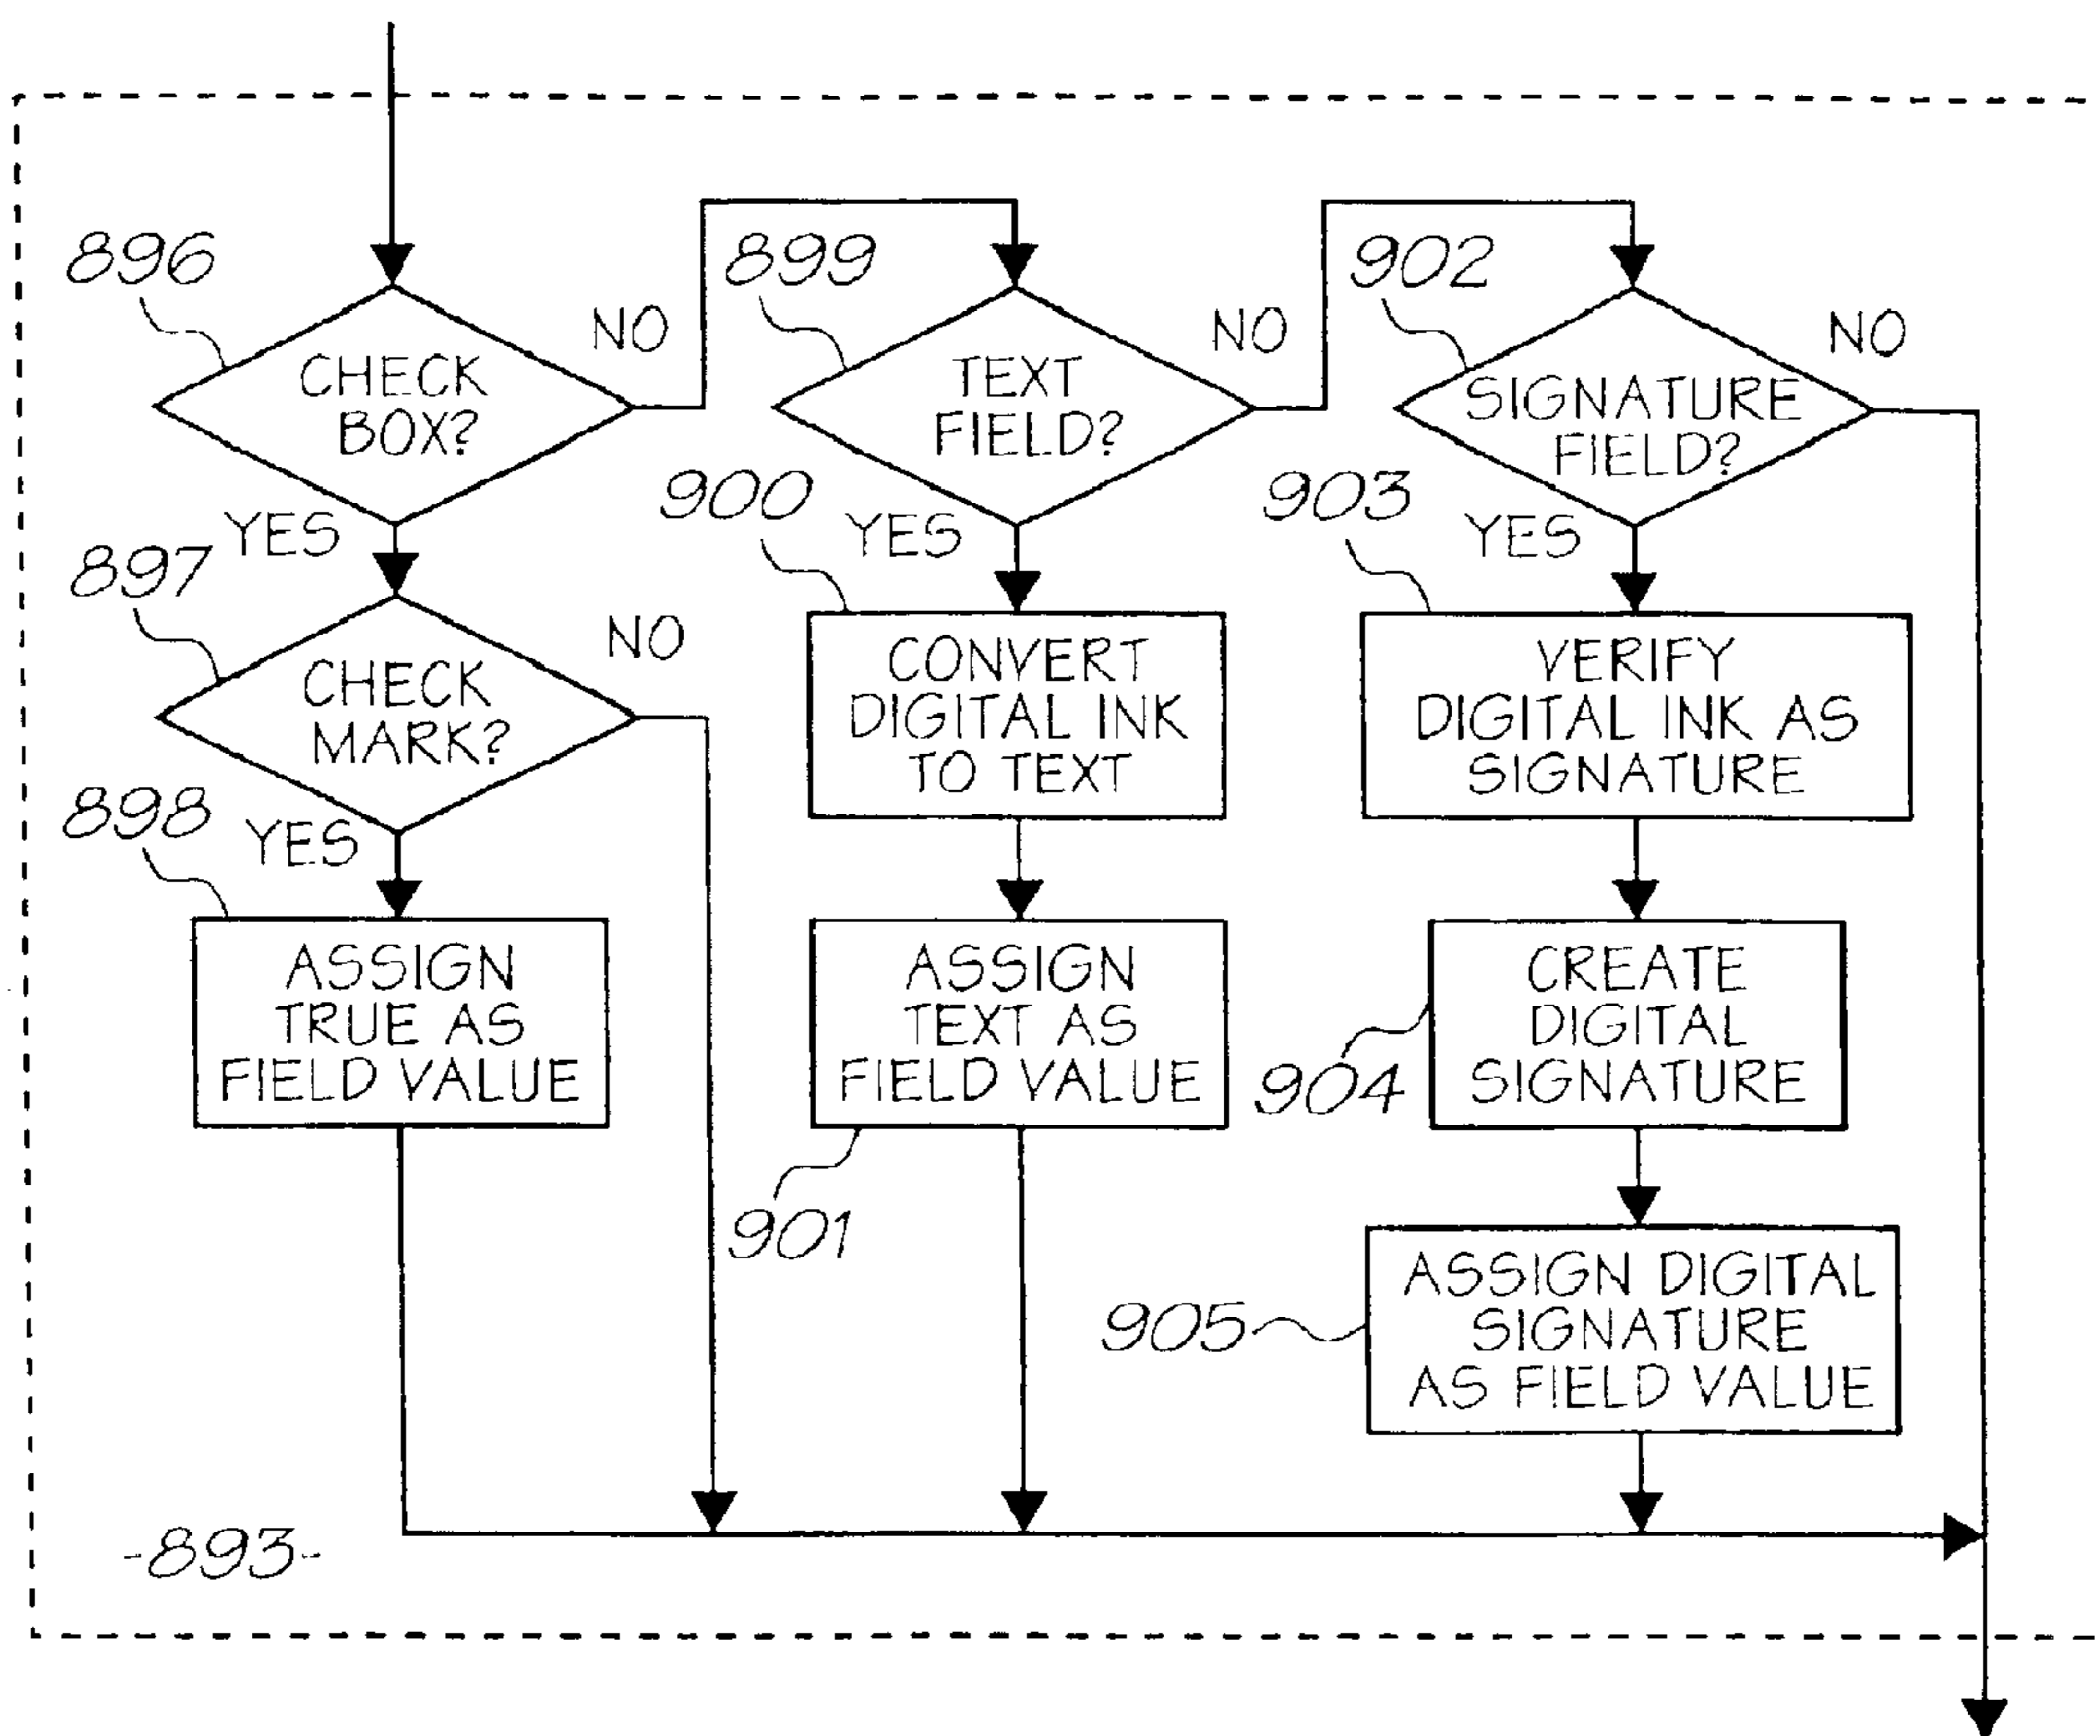 896
CHECK
BOX?
NO
YES
897
CHECK
MARK?
NO
YES
898
ASSIGN
TRUE AS
FIELD VALUE
899
TEXT
FIELD?
NO
YES
900
CONVERT
DIGITAL INK
TO TEXT
ASSIGN
TEXT AS
FIELD VALUE
901
902
SIGNATURE
FIELD?
NO
YES
903
VERIFY
DIGITAL INK AS
SIGNATURE
CREATE
DIGITAL
SIGNATURE
904
ASSIGN DIGITAL
SIGNATURE
AS FIELD VALUE
905
-893-